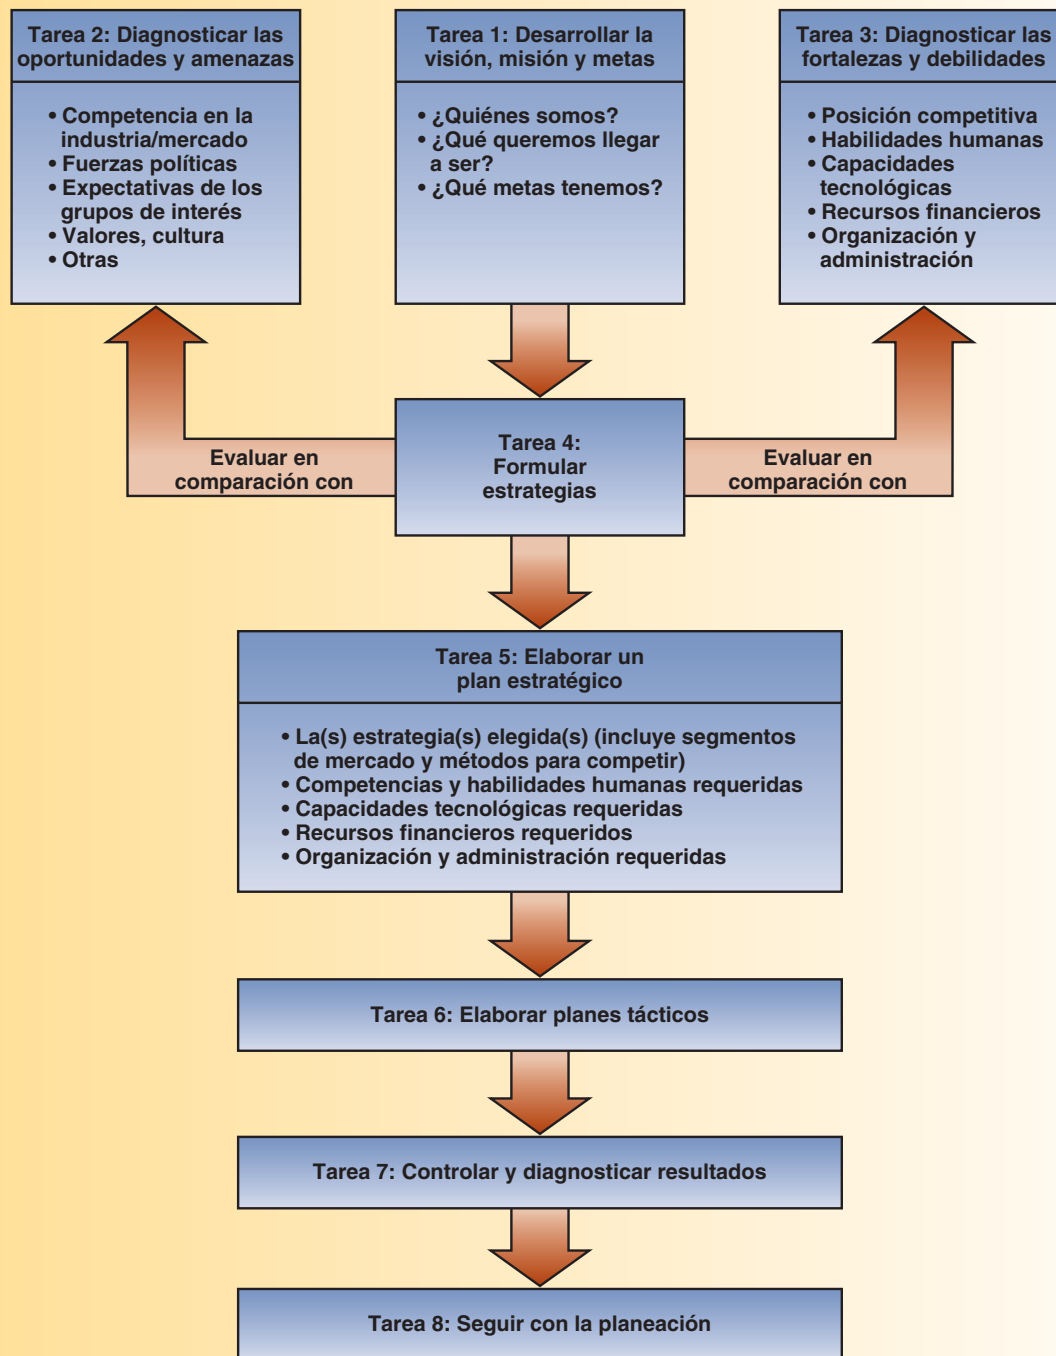 Tarea 2: Diagnosticar las
oportunidades y amenazas
• Competencia en la
industria/mercado
• Fuerzas políticas
• Expectativas de los
grupos de interés
• Valores, cultura
• Otras
Tarea 1: Desarrollar la
visión, misión y metas
• ¿Quiénes somos?
• ¿Qué queremos llegar
a ser?
• ¿Qué metas tenemos?
Tarea 3: Diagnosticar las
fortalezas y debilidades
• Posición competitiva
• Habilidades humanas
• Capacidades
tecnológicas
• Recursos financieros
• Organización y
administración
Evaluar en
comparación con
Tarea 4:
Formular
estrategias
Evaluar en
comparación con
Tarea 5: Elaborar un
plan estratégico
• La(s) estrategia(s) elegida(s) (incluye segmentos
de mercado y métodos para competir)
• Competencias y habilidades humanas requeridas
• Capacidades tecnológicas requeridas
• Recursos financieros requeridos
• Organización y administración requeridas
Tarea 6: Elaborar planes tácticos
Tarea 7: Controlar y diagnosticar resultados
Tarea 8: Seguir con la planeación